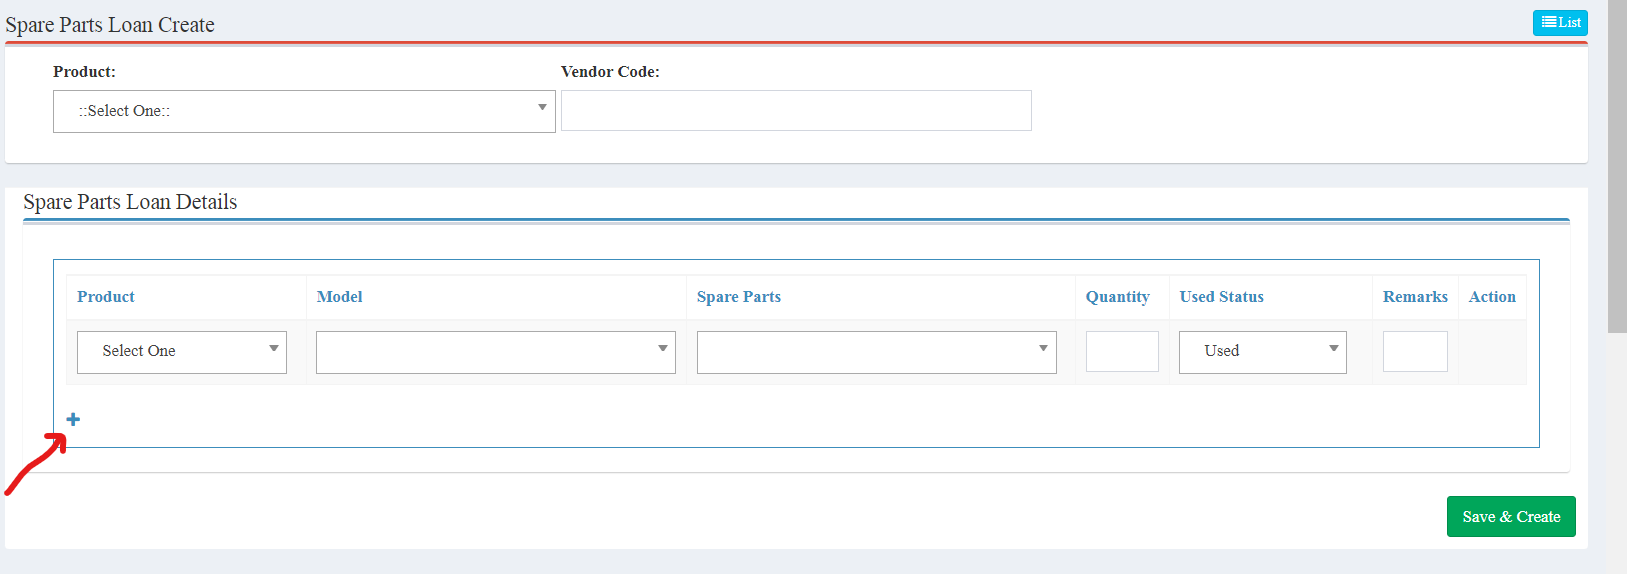 Spare Parts Loan Create
List
Product: Vendor Code:
::Select One::
Spare Parts Loan Details
Product Model Spare Parts Quantity Used Status Remarks Action
Select One Used
Save & Create